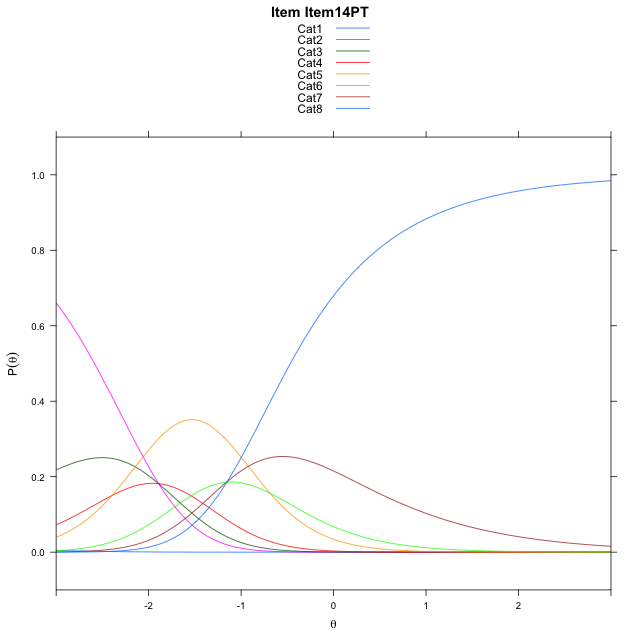 Item Item14PT
Cat1
Cat2
Cat3
Cat4
Cat5
Cat6
Cat7
Cat8
1.0
0.8
0.6
0.4
0.2
0.0
P(θ)
-2 -1 0 1 2
θ